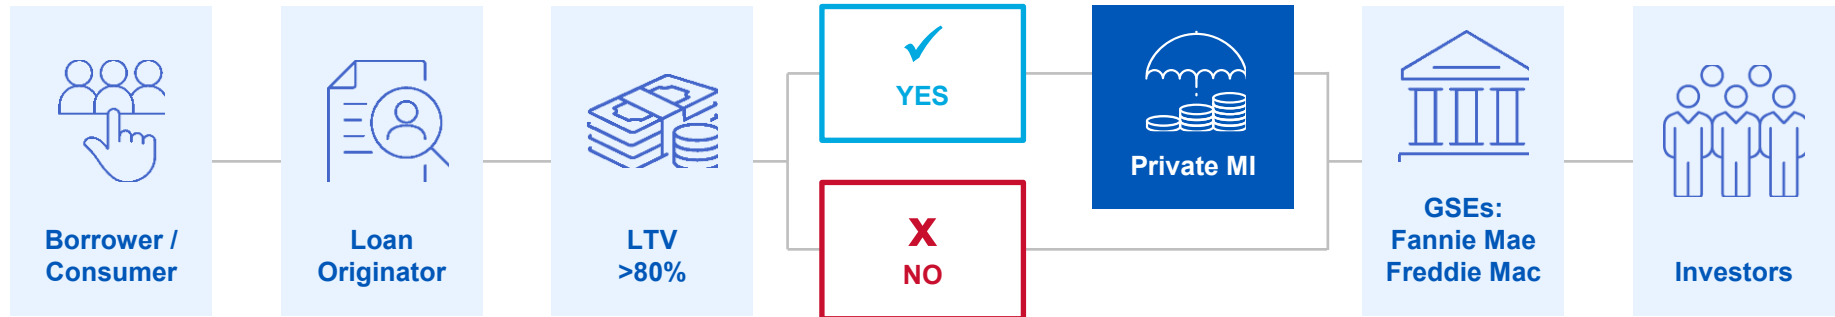 Borrower /
Consumer
Loan
Originator
LTV
>80%
YES
X
NO
Private MI
GSEs:
Fannie Mae
Freddie Mac
Investors